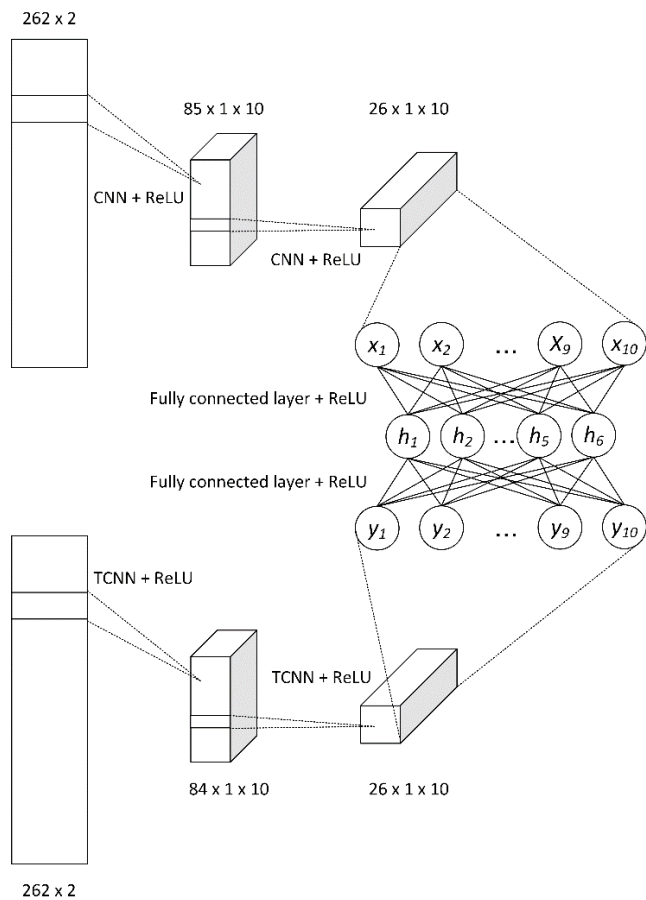 262 x 2
85 x 1 x 10
26 x 1 x 10
CNN + ReLU
CNN + ReLU
x1 x2 ... X9 x10
Fully connected layer + ReLU
h1 h2 ... h5 h6
Fully connected layer + ReLU
y1 y2 ... y9 y10
TCNN + ReLU
TCNN + ReLU
84 x 1 x 10
26 x 1 x 10
262 x 2